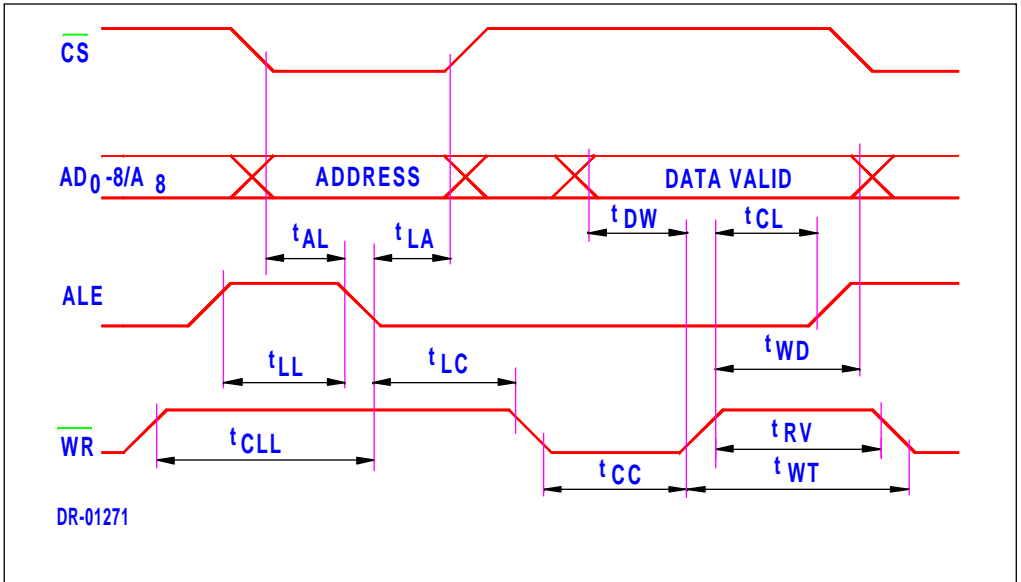 CS
AD0-8/A 8
ADDRESS
DATA VALID
tDW
tCL
tAL
tLA
ALE
tWD
tLL
tLC
WR
tCLL
tRV
tCC
tWT
DR-01271